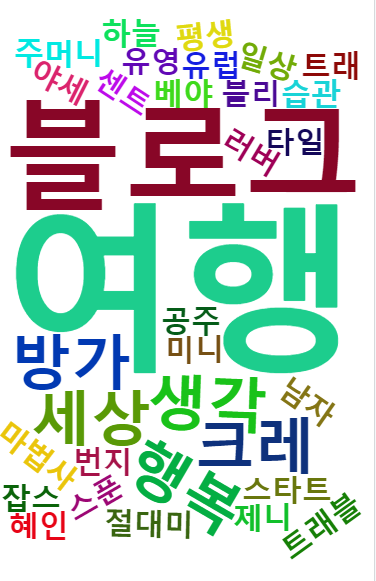 하늘
평생
주머니
유영
유럽
일상
트래
야세
센트
베야
블리
습관
블로그
러버
타일
여행
공주
미니
방가
세상
생각
남자
크레
마법사
번지
행복
스타트
잡스
스푼
혜인
절대미
제니
트래블